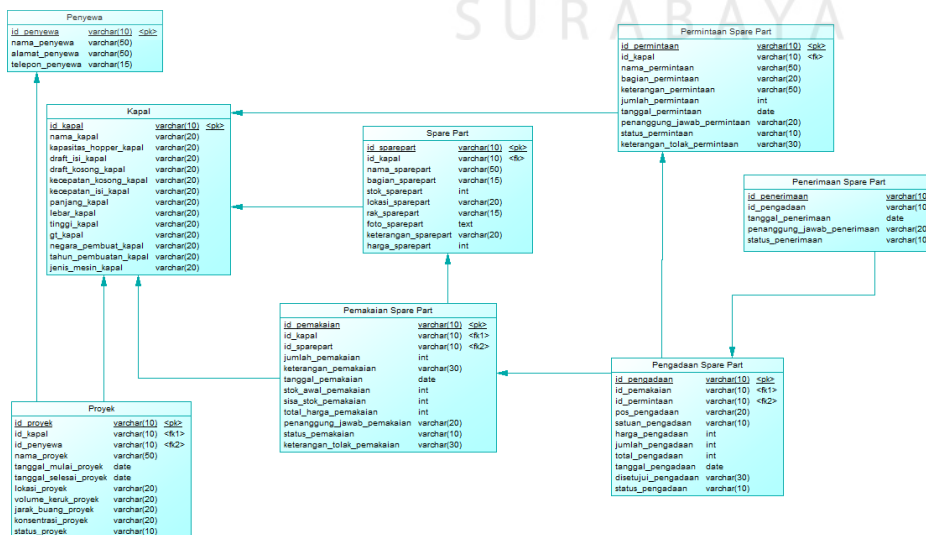 SURABAYA
Penyewa
id_penyewa varchar(10) <pk>
nama_penyewa varchar(50)
alamat_penyewa varchar(50)
telepon_penyewa varchar(15)
Permintaan Spare Part
id_permintaan varchar(10) <pk>
id_kapal varchar(10) <fk>
nama_permintaan varchar(50)
bagian_permintaan varchar(20)
keterangan_permintaan varchar(50)
jumlah_permintaan int
tanggal_permintaan date
penanggung_jawab_permintaan varchar(20)
status_permintaan varchar(10)
keterangan_tolak_permintaan varchar(30)
Kapal
id_kapal varchar(10) <pk>
nama_kapal varchar(20)
kapasitas_hopper_kapal varchar(20)
draft_isi_kapal varchar(20)
draft_kosong_kapal varchar(20)
kecepatan_kosong_kapal varchar(20)
kecepatan_isi_kapal varchar(20)
panjang_kapal varchar(20)
lebar_kapal varchar(20)
tinggi_kapal varchar(20)
gt_kapal varchar(20)
negara_pembuat_kapal varchar(20)
tahun_pembuatan_kapal varchar(20)
jenis_mesin_kapal varchar(20)
Spare Part
id_sparepart varchar(10) <pk>
id_kapal varchar(10) <fk>
nama_sparepart varchar(50)
bagian_sparepart varchar(15)
stok_sparepart int
lokasi_sparepart varchar(20)
rak_sparepart varchar(15)
foto_sparepart text
keterangan_sparepart varchar(20)
harga_sparepart int
Penerimaan Spare Part
id_penerimaan varchar(10
id_pengadaan varchar(10
tanggal_penerimaan date
penanggung_jawab_penerimaan varchar(20
status_penerimaan varchar(10
Pemakaian Spare Part
id_pemakaian varchar(10) <pk>
id_kapal varchar(10) <fk1>
id_sparepart varchar(10) <fk2>
jumlah_pemakaian int
keterangan_pemakaian varchar(30)
tanggal_pemakaian date
stok_awal_pemakaian int
sisa_stok_pemakaian int
total_harga_pemakaian int
penanggung_jawab_pemakaian varchar(20)
status_pemakaian varchar(10)
keterangan_tolak_pemakaian varchar(30)
Pengadaan Spare Part
id_pengadaan varchar(10) <pk>
id_pemakaian varchar(10) <fk1>
id_permintaan varchar(10) <fk2>
pos_pengadaan varchar(20)
satuan_pengadaan varchar(10)
harga_pengadaan int
jumlah_pengadaan int
total_pengadaan int
tanggal_pengadaan date
disetujui_pengadaan varchar(30)
status_pengadaan varchar(10)
Proyek
id_proyek varchar(10) <pk>
id_kapal varchar(10) <fk1>
id_penyewa varchar(10) <fk2>
nama_proyek varchar(50)
tanggal_mulai_proyek date
tanggal_selesai_proyek date
lokasi_proyek varchar(20)
volume_keruk_proyek varchar(20)
jarak_buang_proyek varchar(20)
konsentrasi_proyek varchar(20)
status_proyek varchar(10)